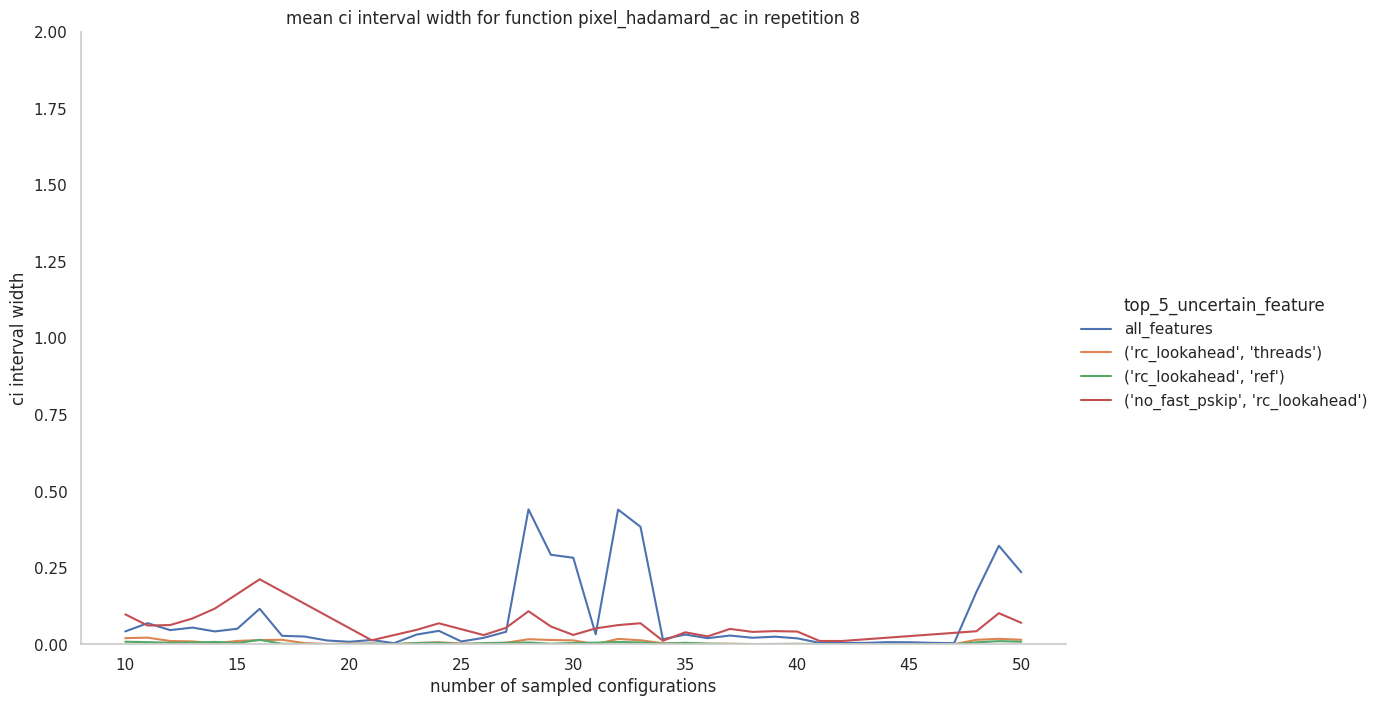 mean ci interval width for function pixel_hadamard_ac in repetition 8
2.00
1.75
1.50
1.25
1.00
0.75
0.50
0.25
0.00
ci interval width
10 15 20 25 30 35 40 45 50
number of sampled configurations
top_5_uncertain_feature
all_features
('rc_lookahead', 'threads')
('rc_lookahead', 'ref')
('no_fast_pskip', 'rc_lookahead')